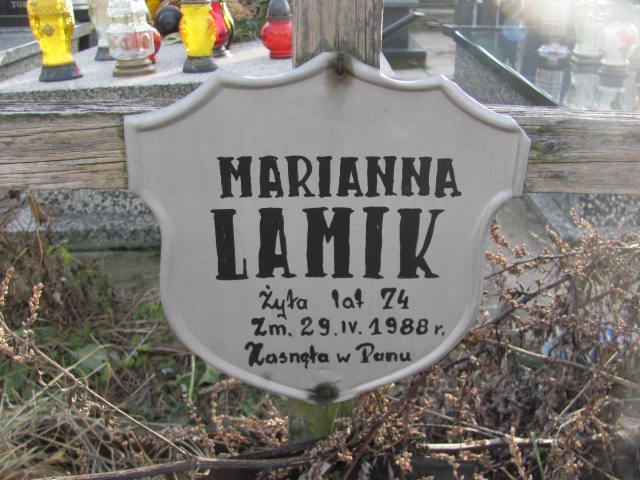 MARIANNA
LAMIK
Żyła lat 74
Zm. 29.IV.1988 r.
Zasnęła w Panu